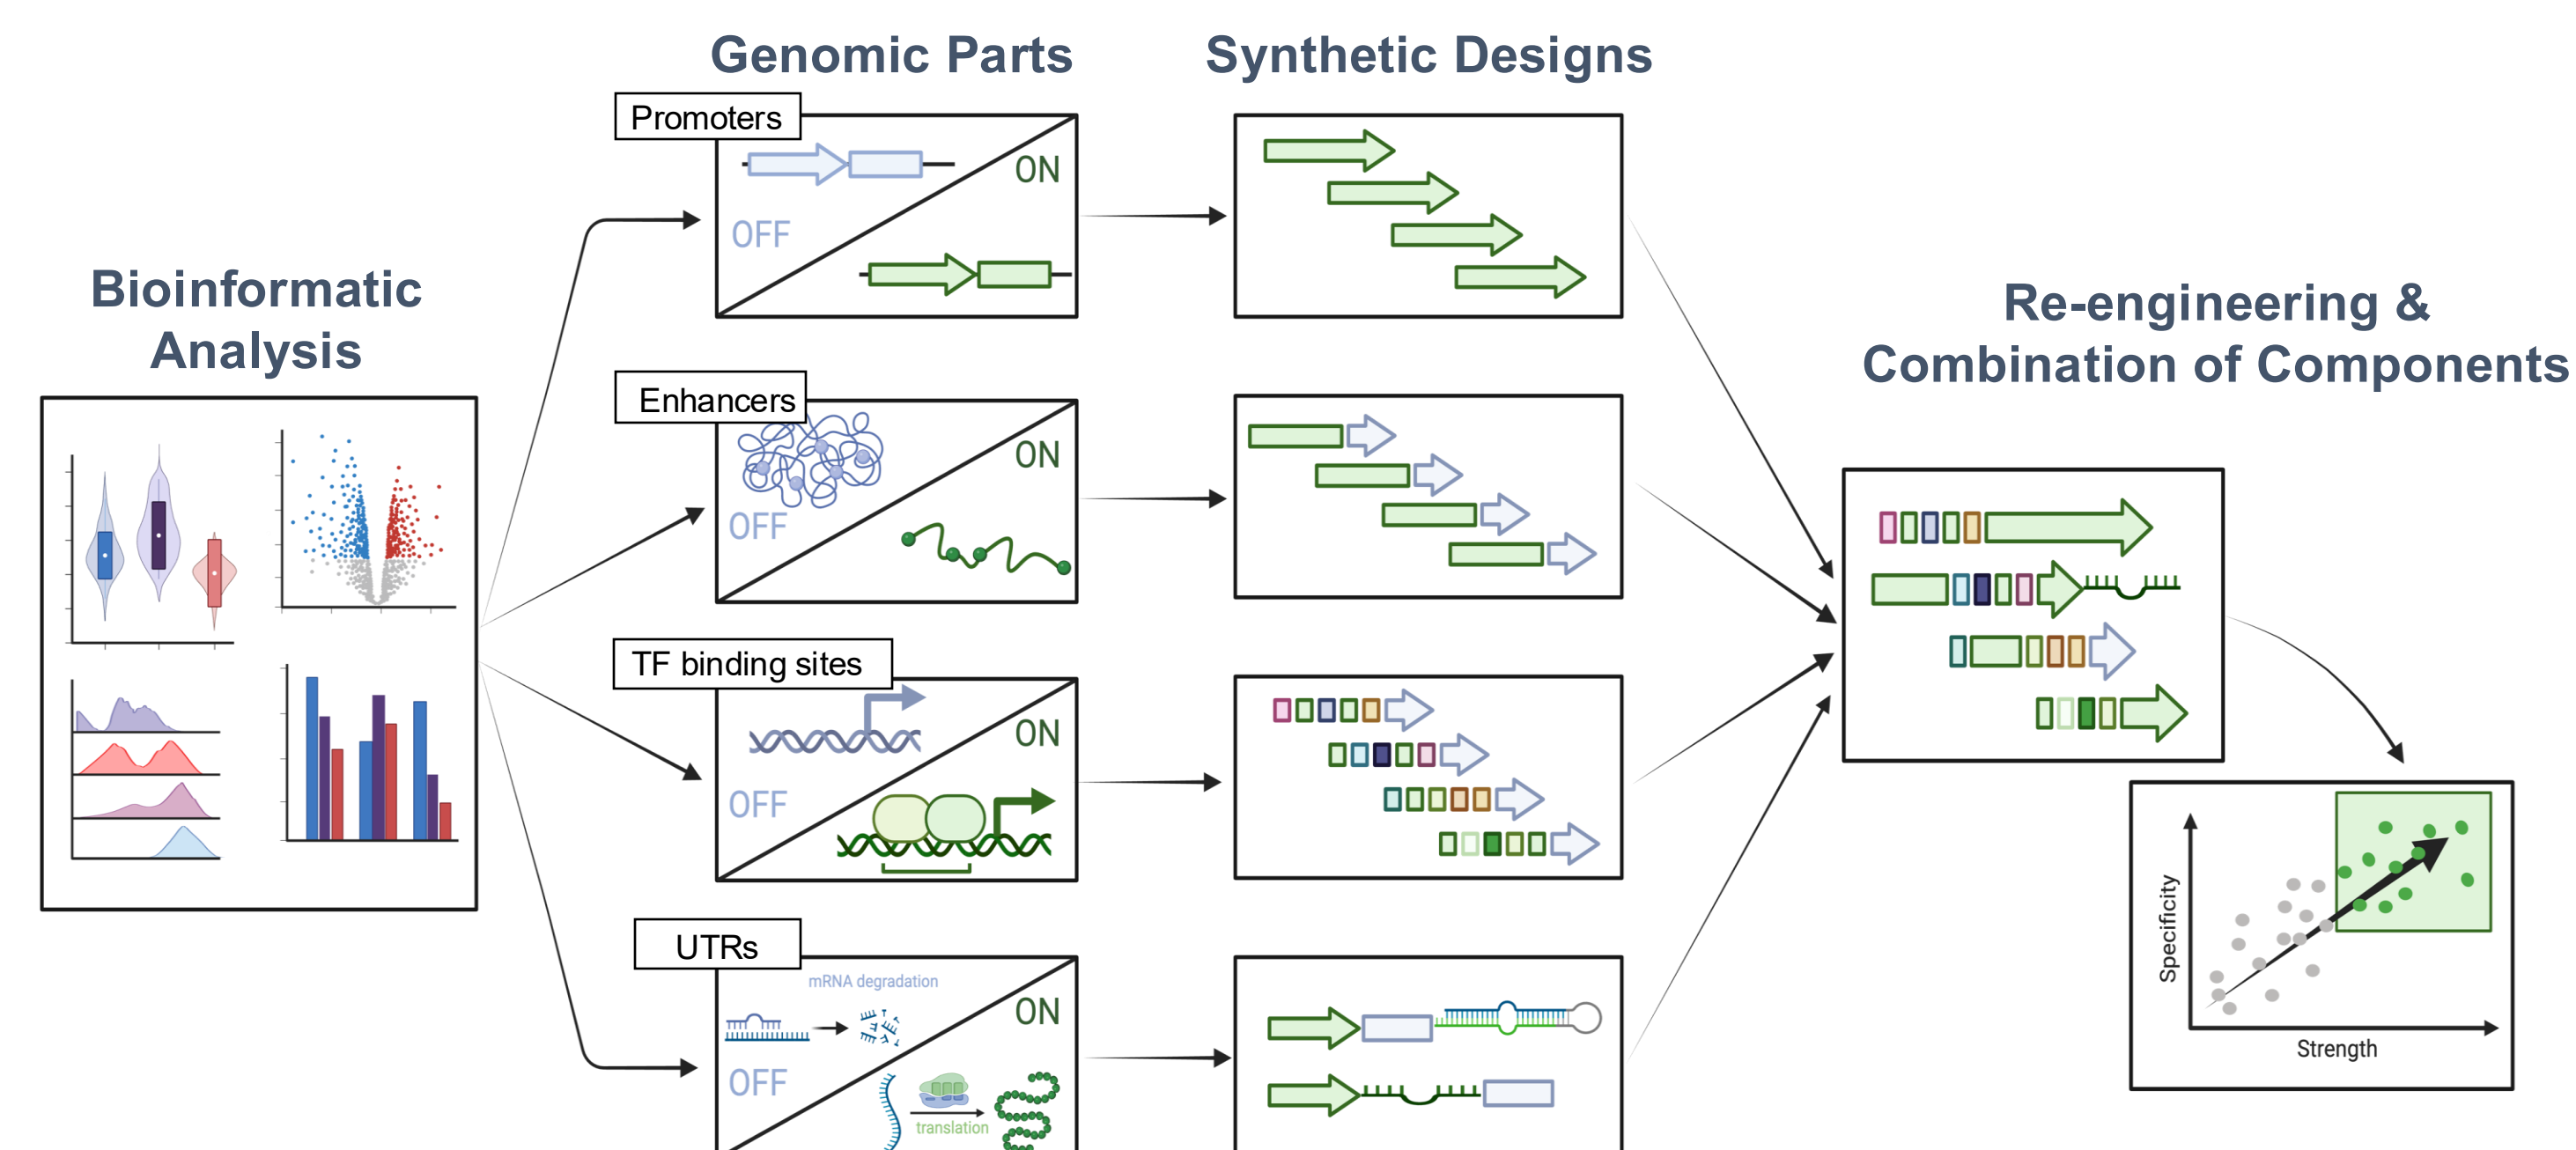 Genomic Parts
Synthetic Designs
Promoters
ON
OFF
Bioinformatic
Analysis
Re-engineering &
Combination of Components
Enhancers
ON
OFF
TF binding sites
ON
OFF
UTRs
mRNA degradation
ON
OFF
translation
Specificity
Strength